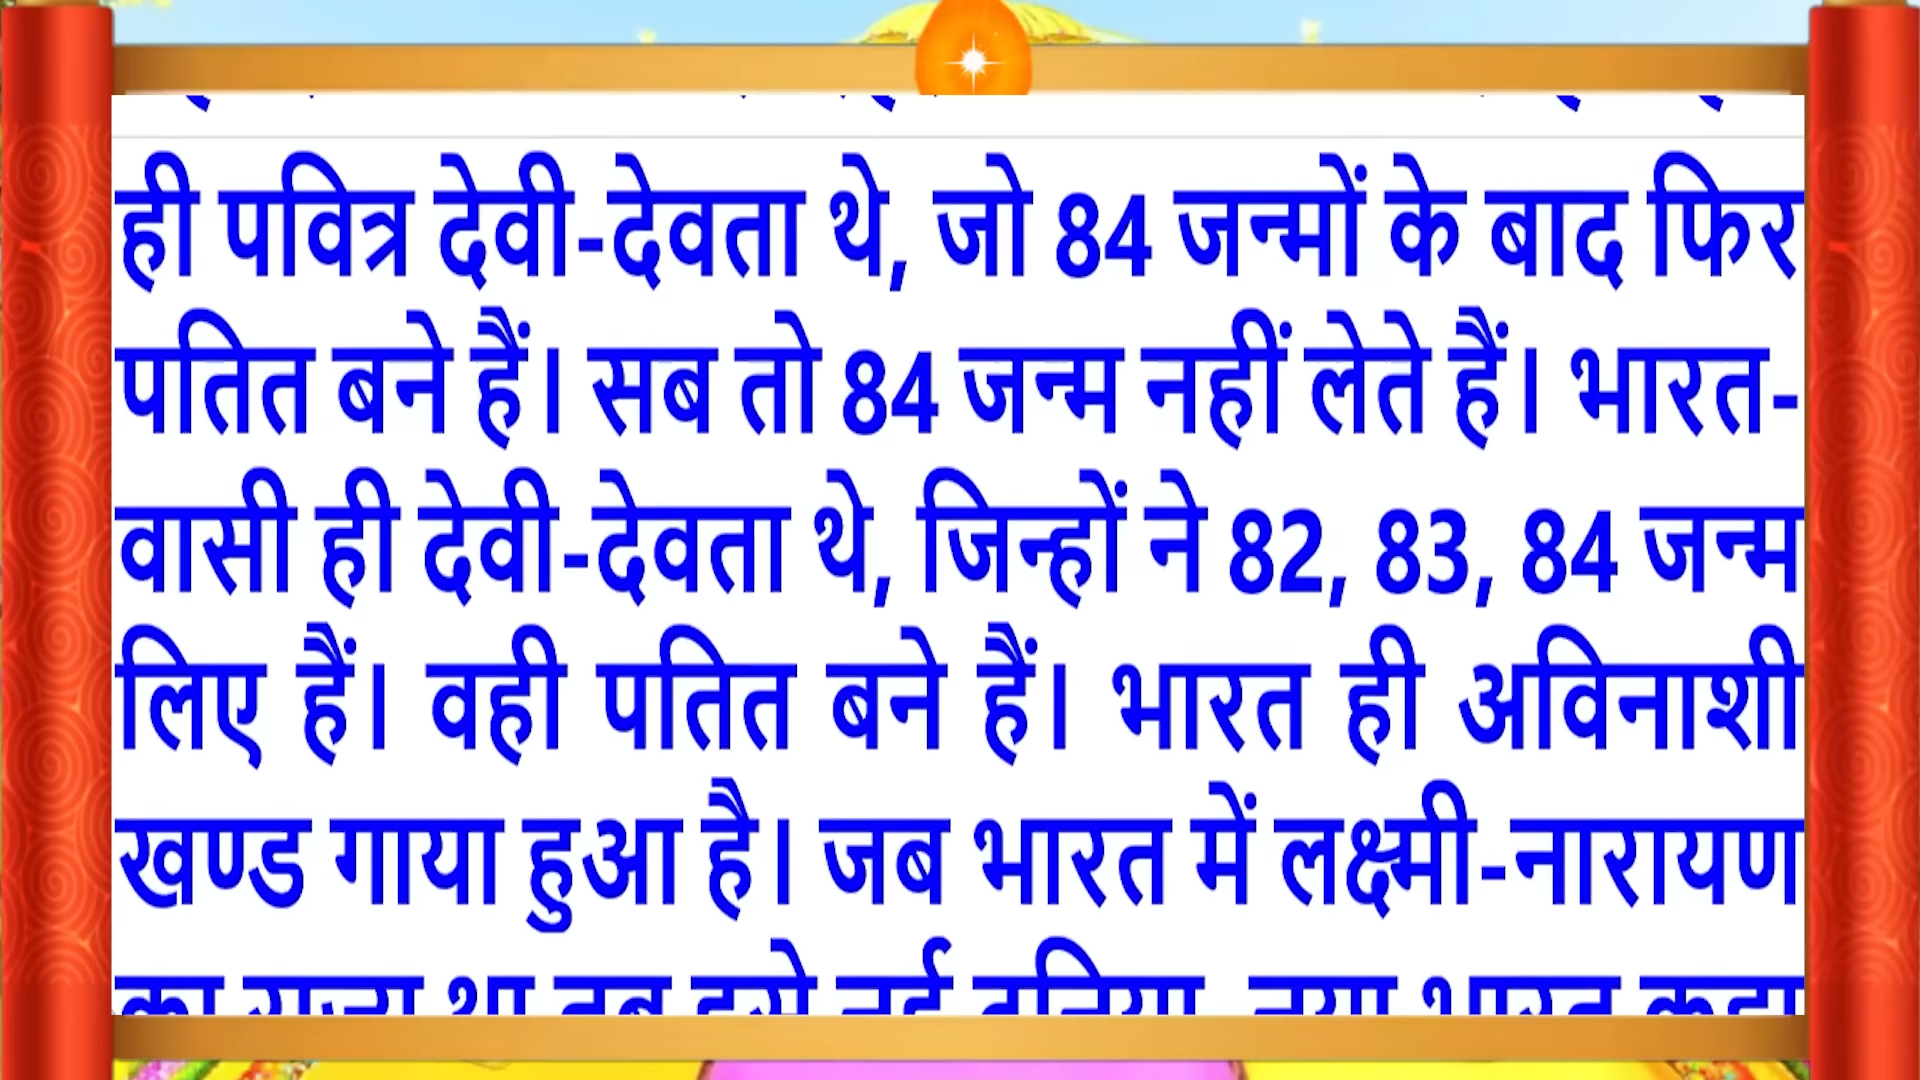 ही पवित्र देवी-देवता थे, जो 84 जन्मों के बाद फिर
पतित बने हैं। सब तो 84 जन्म नहीं लेते हैं। भारत-
वासी ही देवी-देवता थे, जिन्हों ने 82, 83, 84 जन्म
लिए हैं। वही पतित बने हैं। भारत ही अविनाशी
खण्ड गाया हुआ है। जब भारत में लक्ष्मी-नारायण